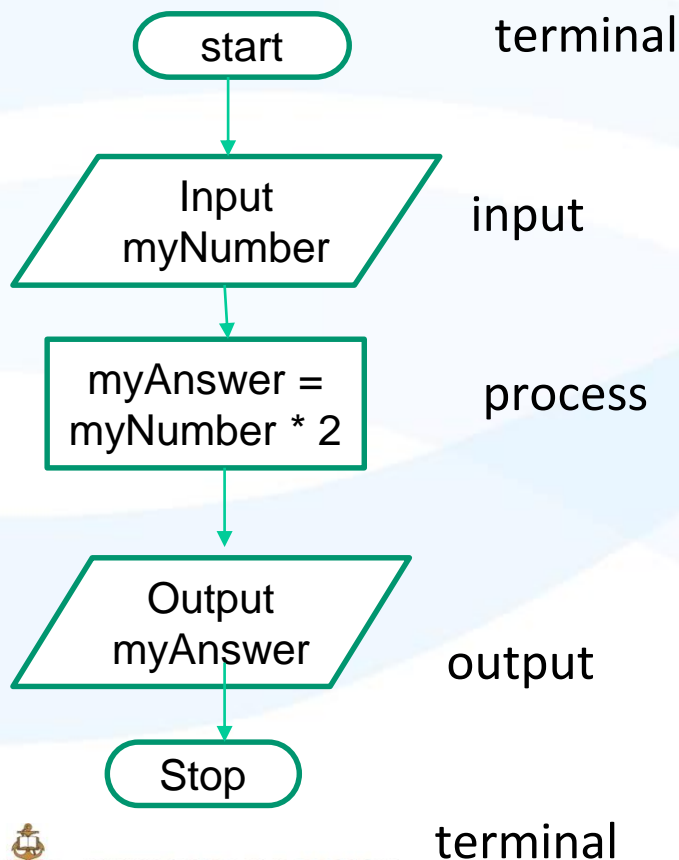 start
terminal
Input
myNumber
input
myAnswer =
myNumber * 2
process
Output
myAnswer
output
Stop
terminal